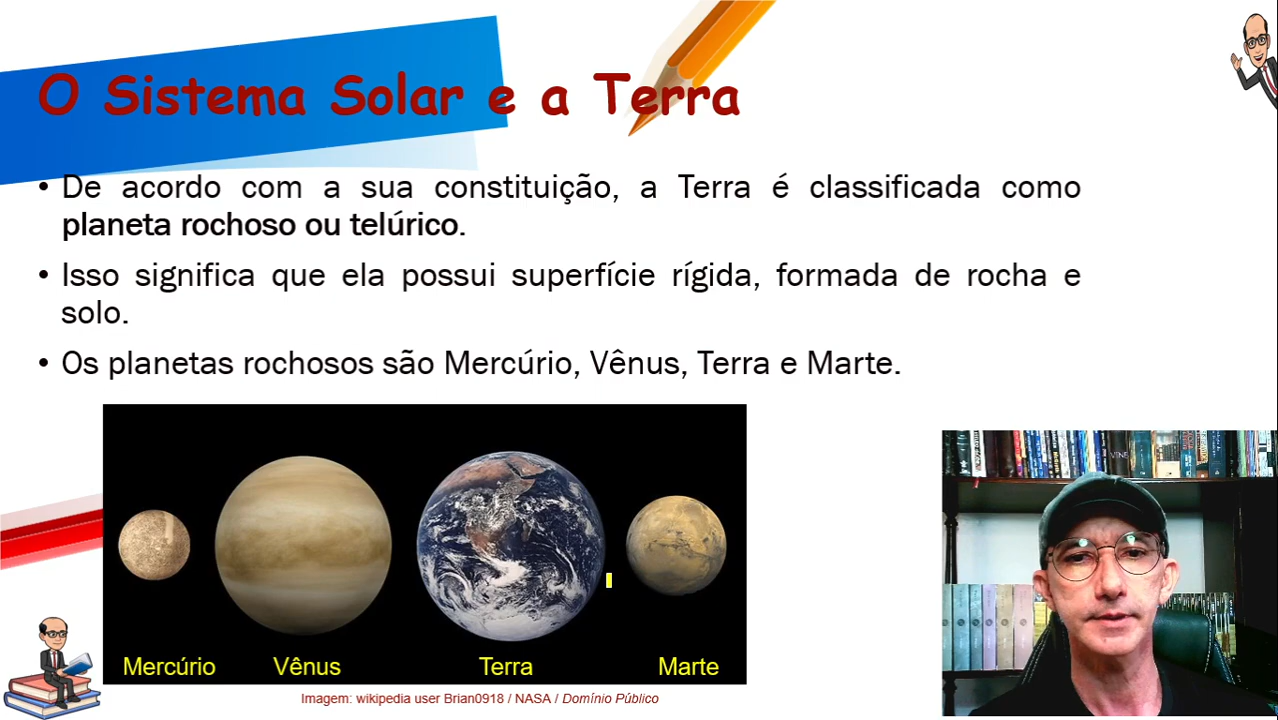 O Sistema Solar e a Terra
• De acordo com a sua constituição, a Terra é classificada como
planeta rochoso ou telúrico.
• Isso significa que ela possui superfície rígida, formada de rocha e
solo.
• Os planetas rochosos são Mercúrio, Vênus, Terra e Marte.
Mercúrio Vênus Terra Marte
Imagem: wikipedia user Brian0918 / NASA / Domínio Público